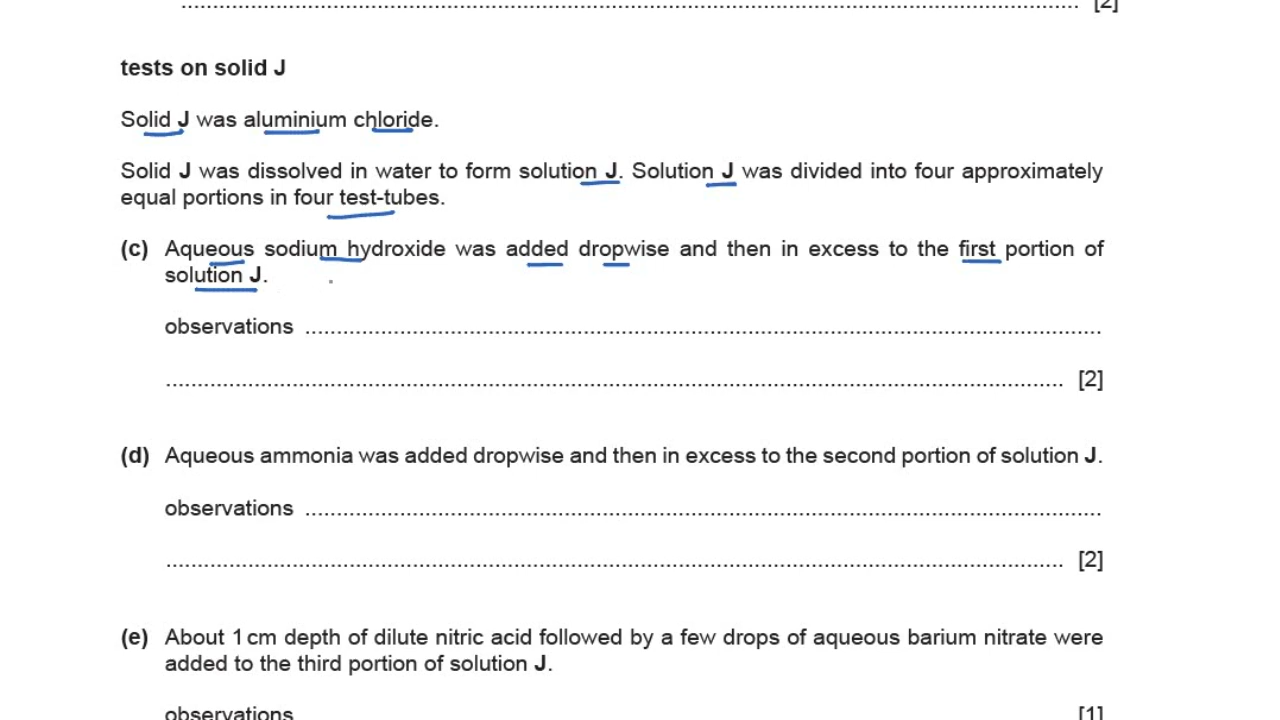 [2]
tests on solid J
Solid J was aluminium chloride.
Solid J was dissolved in water to form solution J. Solution J was divided into four approximately
equal portions in four test-tubes.
(c) Aqueous sodium hydroxide was added dropwise and then in excess to the first portion of
solution J.
observations ................................................................................................................................
................................................................................................................................................ [2]
(d) Aqueous ammonia was added dropwise and then in excess to the second portion of solution J.
observations ................................................................................................................................
................................................................................................................................................ [2]
(e) About 1 cm depth of dilute nitric acid followed by a few drops of aqueous barium nitrate were
added to the third portion of solution J.
observations [1]